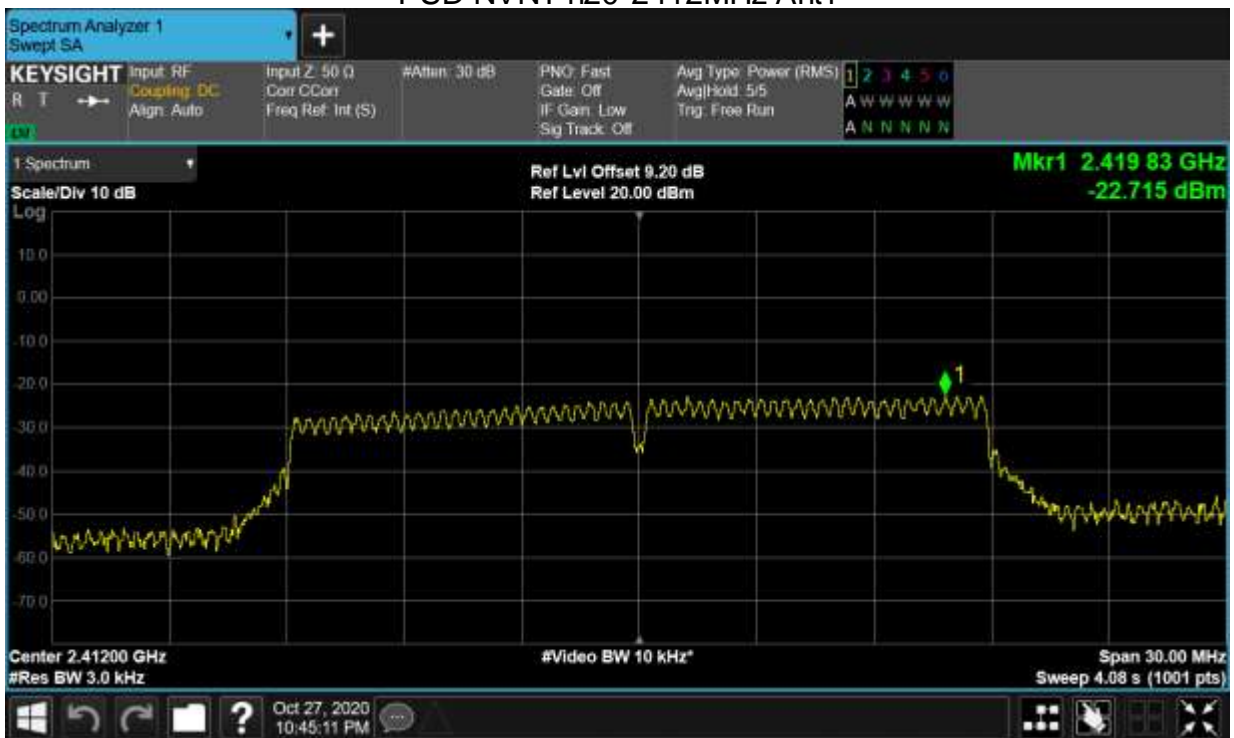 PSD NVNT n20 2412MHz Ant1
Spectrum Analyzer 1
Swept SA
+
KEYSIGHT
R T
LXI
Input: RF
Coupling: DC
Align: Auto
Input Z: 50 Ω
Corr CCorr
Freq Ref: Int (S)
#Atten: 30 dB
PNO: Fast
Gate: Off
IF Gain: Low
Sig Track: Off
Avg Type: Power (RMS)
Avg|Hold: 5/5
Trig: Free Run
1 2 3 4 5 6
A W W W W W
A N N N N N
1 Spectrum
Scale/Div 10 dB
Log
Ref Lvl Offset 9.20 dB
Ref Level 20.00 dBm
Mkr1 2.419 83 GHz
-22.715 dBm
10.0
0.00
-10.0
-20.0
-30.0
-40.0
-50.0
-60.0
-70.0
1
Center 2.41200 GHz
#Res BW 3.0 kHz
#Video BW 10 kHz*
Span 30.00 MHz
Sweep 4.08 s (1001 pts)
?
Oct 27, 2020
10:45:11 PM